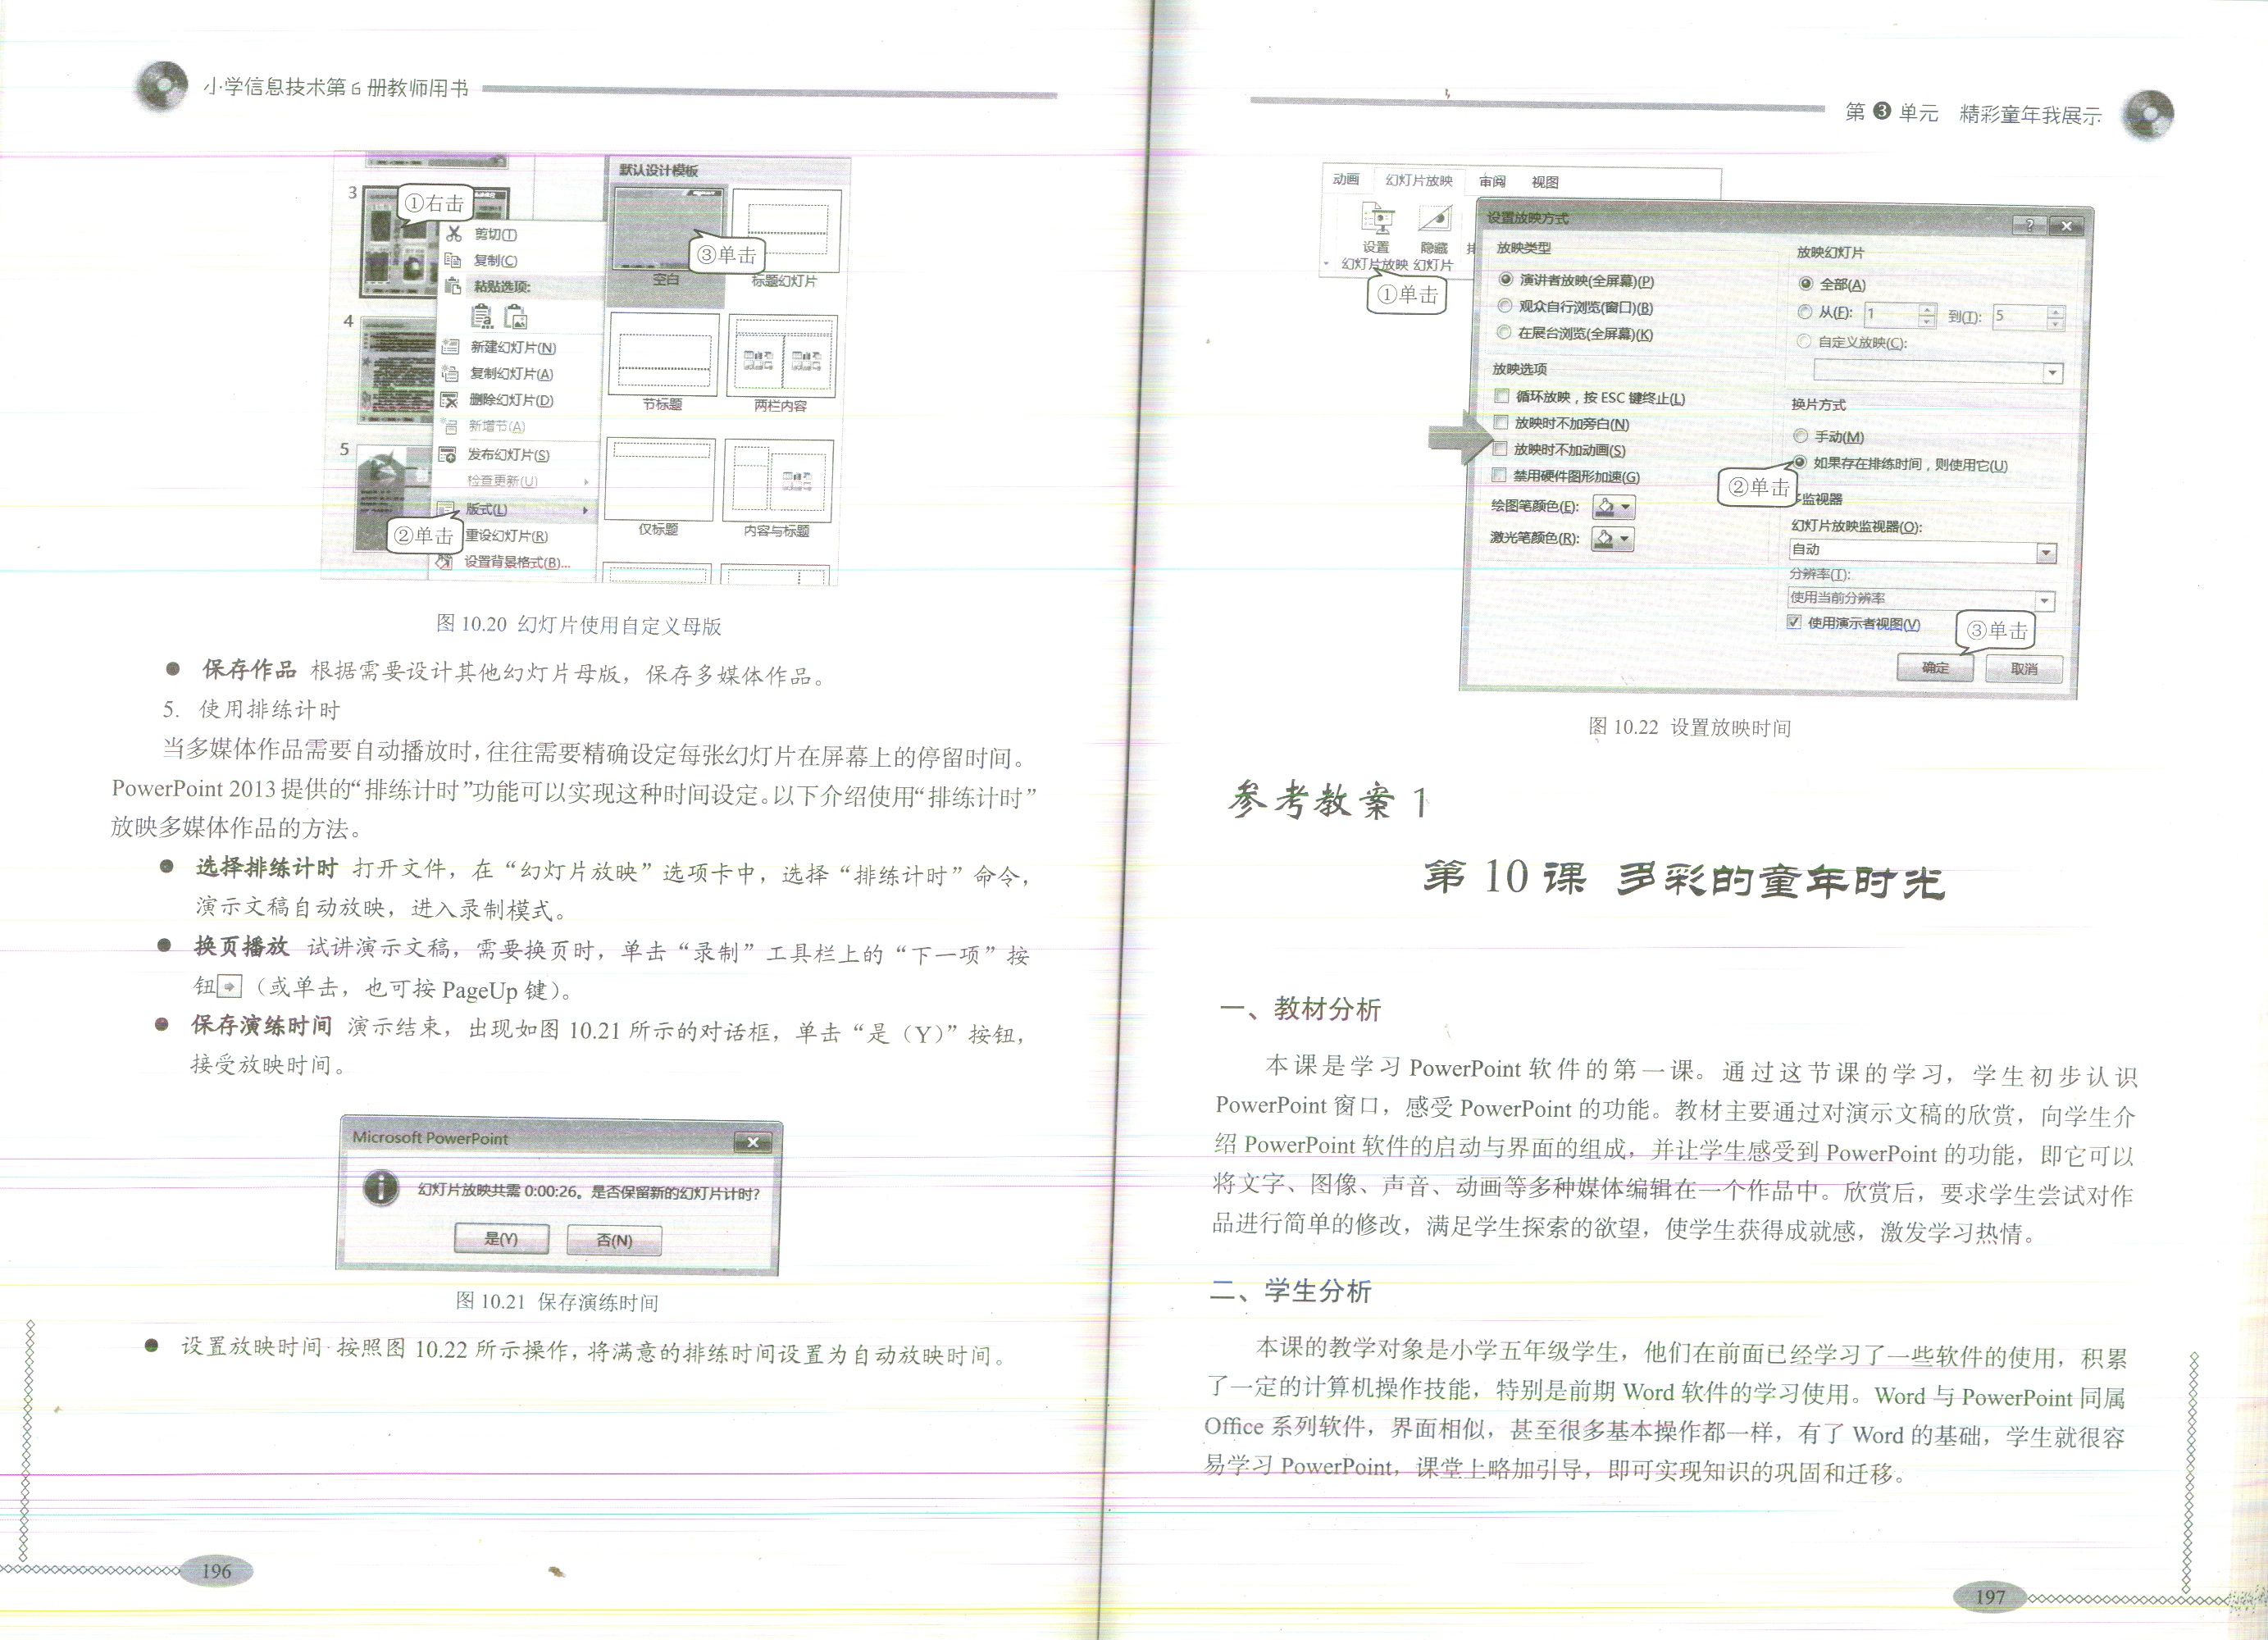 小学信息技术第6册教师用书
默认设计模板
3
①右击
剪切(T)
复制(C)
粘贴选项:
③单击
空白
标题幻灯片
4
新建幻灯片(N)
复制幻灯片(A)
删除幻灯片(D)
新增节(A)
节标题
两栏内容
5
发布幻灯片(S)
检查更新(U)
版式(L)
②单击
重设幻灯片(R)
设置背景格式(B)...
仅标题
内容与标题
图 10.20 幻灯片使用自定义母版
● 保存作品 根据需要设计其他幻灯片母版，保存多媒体作品。
5. 使用排练计时
当多媒体作品需要自动播放时,往往需要精确设定每张幻灯片在屏幕上的停留时间。
PowerPoint 2013提供的“排练计时”功能可以实现这种时间设定。以下介绍使用“排练计时”
放映多媒体作品的方法。
● 选择排练计时 打开文件，在“幻灯片放映”选项卡中，选择“排练计时”命令，
演示文稿自动放映，进入录制模式。
● 换页播放 试讲演示文稿，需要换页时，单击“录制”工具栏上的“下一项”按
钮（或单击，也可按 PageUp 键）。
● 保存演练时间 演示结束，出现如图 10.21 所示的对话框，单击“是（Y）”按钮，
接受放映时间。
Microsoft PowerPoint
幻灯片放映共需 0:00:26。是否保留新的幻灯片计时?
是(Y)
否(N)
图 10.21 保存演练时间
● 设置放映时间 按照图 10.22 所示操作,将满意的排练时间设置为自动放映时间。
196
第 3 单元 精彩童年我展示
动画 幻灯片放映 审阅 视图
设置 隐藏 排
幻灯片放映 幻灯片
①单击
设置放映方式
放映类型
演讲者放映(全屏幕)(P)
观众自行浏览(窗口)(B)
在展台浏览(全屏幕)(K)
放映选项
循环放映，按 ESC 键终止(L)
放映时不加旁白(N)
放映时不加动画(S)
禁用硬件图形加速(G)
绘图笔颜色(E):
激光笔颜色(R):
放映幻灯片
全部(A)
从(F): 1 到(T): 5
自定义放映(C):
换片方式
手动(M)
如果存在排练时间，则使用它(U)
②单击
监视器
幻灯片放映监视器(O):
自动
分辨率(T):
使用当前分辨率
使用演示者视图(V)
③单击
确定
取消
图 10.22 设置放映时间
参考教案 1
第 10 课 多彩的童年时光
一、教材分析
本课是学习 PowerPoint 软件的第一课。通过这节课的学习，学生初步认识
PowerPoint 窗口，感受 PowerPoint 的功能。教材主要通过对演示文稿的欣赏，向学生介
绍 PowerPoint 软件的启动与界面的组成，并让学生感受到 PowerPoint 的功能，即它可以
将文字、图像、声音、动画等多种媒体编辑在一个作品中。欣赏后，要求学生尝试对作
品进行简单的修改，满足学生探索的欲望，使学生获得成就感，激发学习热情。
二、学生分析
本课的教学对象是小学五年级学生，他们在前面已经学习了一些软件的使用，积累
了一定的计算机操作技能，特别是前期 Word 软件的学习使用。Word 与 PowerPoint 同属
Office 系列软件，界面相似，甚至很多基本操作都一样，有了 Word 的基础，学生就很容
易学习 PowerPoint，课堂上略加引导，即可实现知识的巩固和迁移。
197